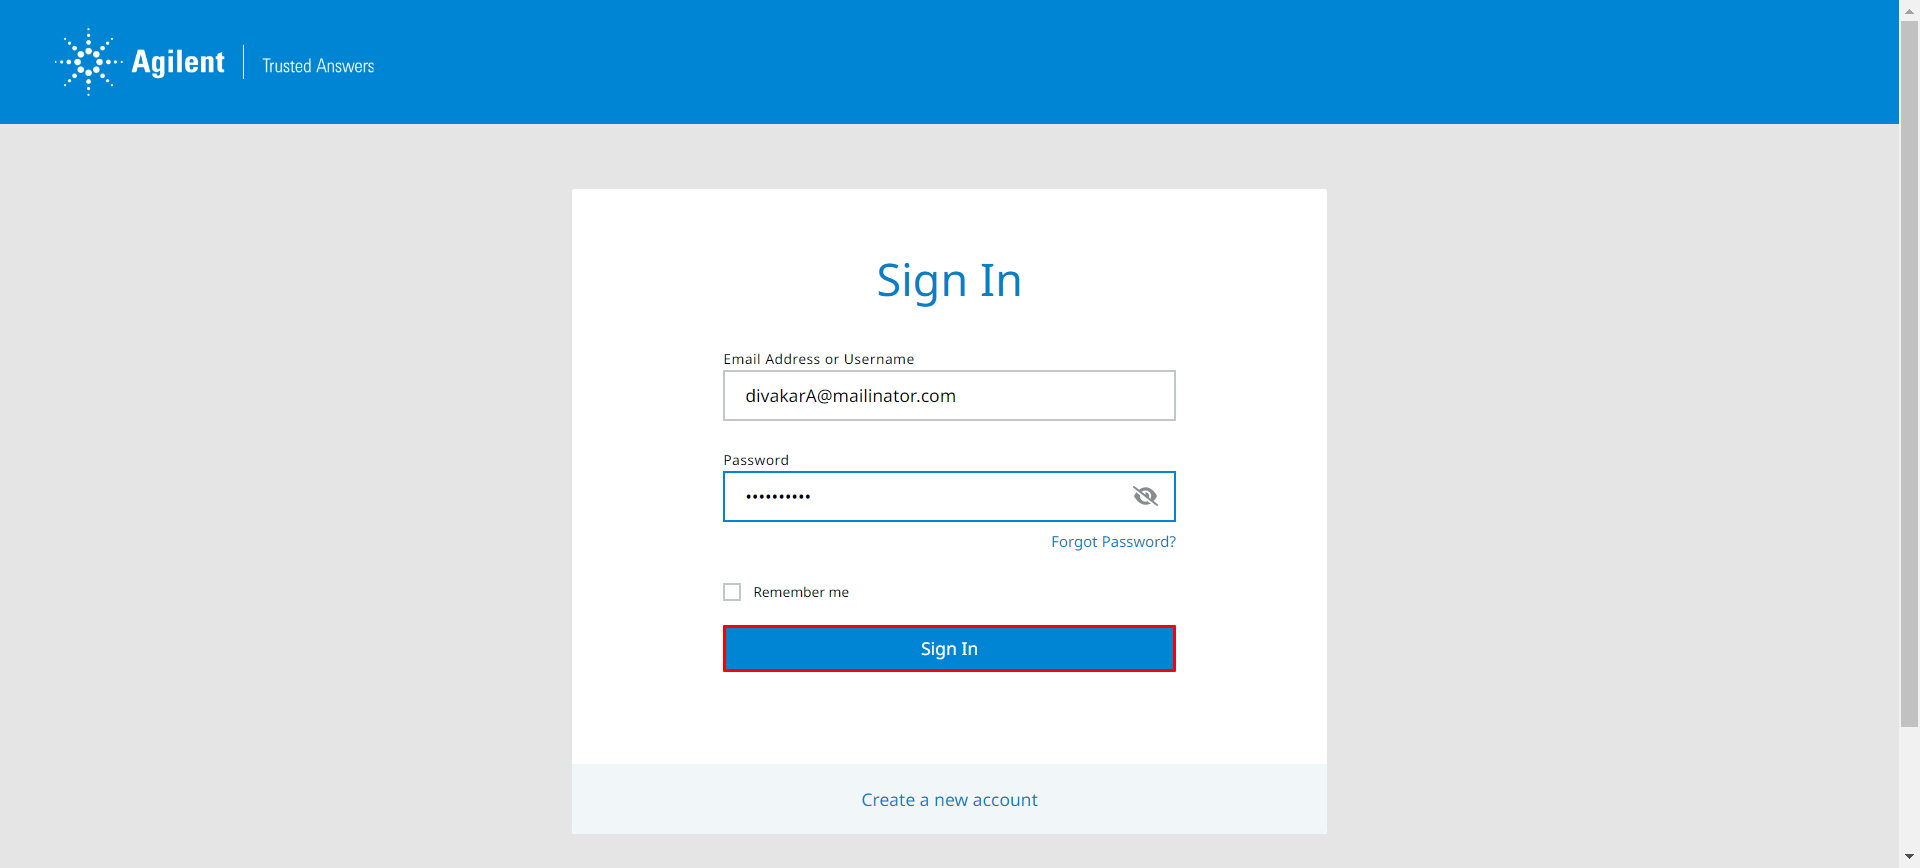 Agilent
Trusted Answers
Sign In
Email Address or Username
divakarA@mailinator.com
Password
••••••••••
Forgot Password?
Remember me
Sign In
Create a new account